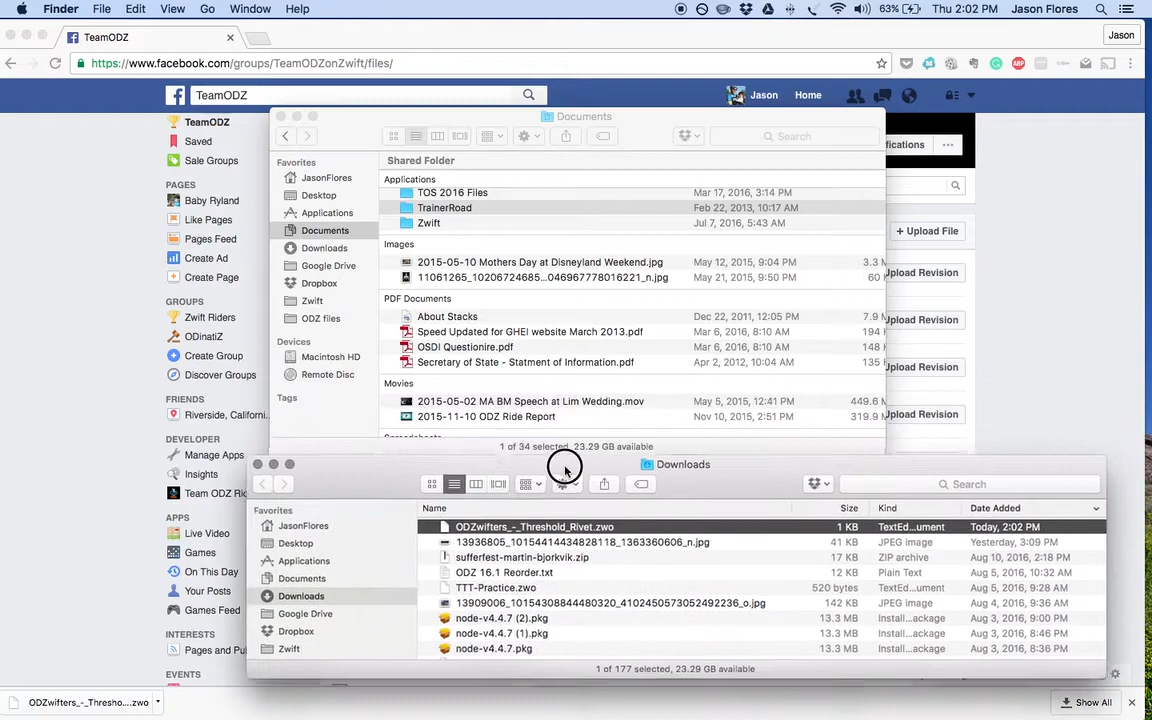 Finder File Edit View Go Window Help 63% Thu 2:02 PM Jason Flores
TeamODZ Jason
https://www.facebook.com/groups/TeamODZonZwift/files/
TeamODZ Jason Home
TeamODZ
Saved
Sale Groups
PAGES
Baby Ryland
Like Pages
Pages Feed
Create Ad
Create Page
GROUPS
Zwift Riders
ODinatiZ
Create Group
Discover Groups
FRIENDS
Riverside, Californi...
DEVELOPER
Manage Apps
Insights
Team ODZ Ric
APPS
Live Video
Games
On This Day
Your Posts
Games Feed
INTERESTS
Pages and Pu
EVENTS
Documents
Search
Favorites
JasonFlores
Desktop
Applications
Documents
Downloads
Google Drive
Dropbox
Zwift
ODZ files
Devices
Macintosh HD
Remote Disc
Tags
Shared Folder
Applications
TOS 2016 Files Mar 17, 2016, 3:14 PM
TrainerRoad Feb 22, 2013, 10:17 AM
Zwift Jul 7, 2016, 5:43 AM
Images
2015-05-10 Mothers Day at Disneyland Weekend.jpg May 12, 2015, 9:04 PM 3.3
11061265_10206724685...046967778016221_n.jpg May 21, 2015, 9:50 PM 60
PDF Documents
About Stacks Dec 22, 2011, 12:05 PM 7.9
Speed Updated for GHEI website March 2013.pdf Mar 6, 2016, 8:10 AM 194
OSDI Questionire.pdf Mar 6, 2016, 8:10 AM 148
Secretary of State - Statment of Information.pdf Apr 2, 2012, 10:04 AM 135
Movies
2015-05-02 MA BM Speech at Lim Wedding.mov May 5, 2015, 12:41 PM 449.6
2015-11-10 ODZ Ride Report Nov 10, 2015, 2:51 PM 319.9
1 of 34 selected, 23.29 GB available
fications ...
+ Upload File
Upload Revision
Upload Revision
Upload Revision
Upload Revision
Downloads
Search
Favorites
JasonFlores
Desktop
Applications
Documents
Downloads
Google Drive
Dropbox
Zwift
Name Size Kind Date Added
ODZwifters_-_Threshold_Rivet.zwo 1 KB TextEd...ument Today, 2:02 PM
13936805_10154414434828118_1363360606_n.jpg 41 KB JPEG image Yesterday, 3:09 PM
sufferfest-martin-bjorkvik.zip 17 KB ZIP archive Aug 10, 2016, 2:18 PM
ODZ 16.1 Reorder.txt 12 KB Plain Text Aug 5, 2016, 10:32 AM
TTT-Practice.zwo 520 bytes TextEd...ument Aug 5, 2016, 9:28 AM
13909006_10154308844480320_4102450573052492236_o.jpg 142 KB JPEG image Aug 4, 2016, 9:36 AM
node-v4.4.7 (2).pkg 13.3 MB Install...ackage Aug 3, 2016, 9:00 PM
node-v4.4.7 (1).pkg 13.3 MB Install...ackage Aug 3, 2016, 8:46 PM
node-v4.4.7.pkg 13.3 MB Install...ackage Aug 3, 2016, 8:36 PM
1 of 177 selected, 23.29 GB available
ODZwifters_-_Thresho....zwo Show All